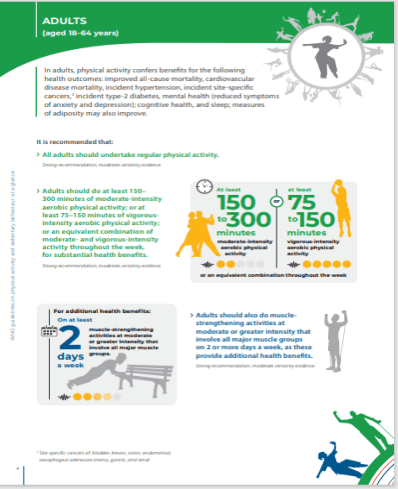 ADULTS
(aged 18–64 years)
In adults, physical activity confers benefits for the following
health outcomes: improved all-cause mortality, cardiovascular
disease mortality, incident hypertension, incident site-specific
cancers,³ incident type-2 diabetes, mental health (reduced symptoms
of anxiety and depression); cognitive health, and sleep; measures
of adiposity may also improve.
It is recommended that:
> All adults should undertake regular physical activity.
Strong recommendation, moderate certainty evidence
> Adults should do at least 150–
300 minutes of moderate-intensity
aerobic physical activity; or at
least 75–150 minutes of vigorous-
intensity aerobic physical activity;
or an equivalent combination of
moderate- and vigorous-intensity
activity throughout the week,
for substantial health benefits.
Strong recommendation, moderate certainty evidence
At least
150
to 300
minutes
moderate-intensity
aerobic physical
activity
or
at least
75
to 150
minutes
vigorous-intensity
aerobic physical
activity
or an equivalent combination throughout the week
For additional health benefits:
On at least
2
days
a week
muscle-strengthening
activities at moderate
or greater intensity that
involve all major muscle
groups.
> Adults should also do muscle-
strengthening activities at
moderate or greater intensity that
involve all major muscle groups
on 2 or more days a week, as these
provide additional health benefits.
Strong recommendation, moderate certainty evidence
Site-specific cancers of: bladder, breast, colon, endometrial,
oesophageal adenocarcinoma, gastric, and renal
WHO guidelines on physical activity and sedentary behaviour: at a glance